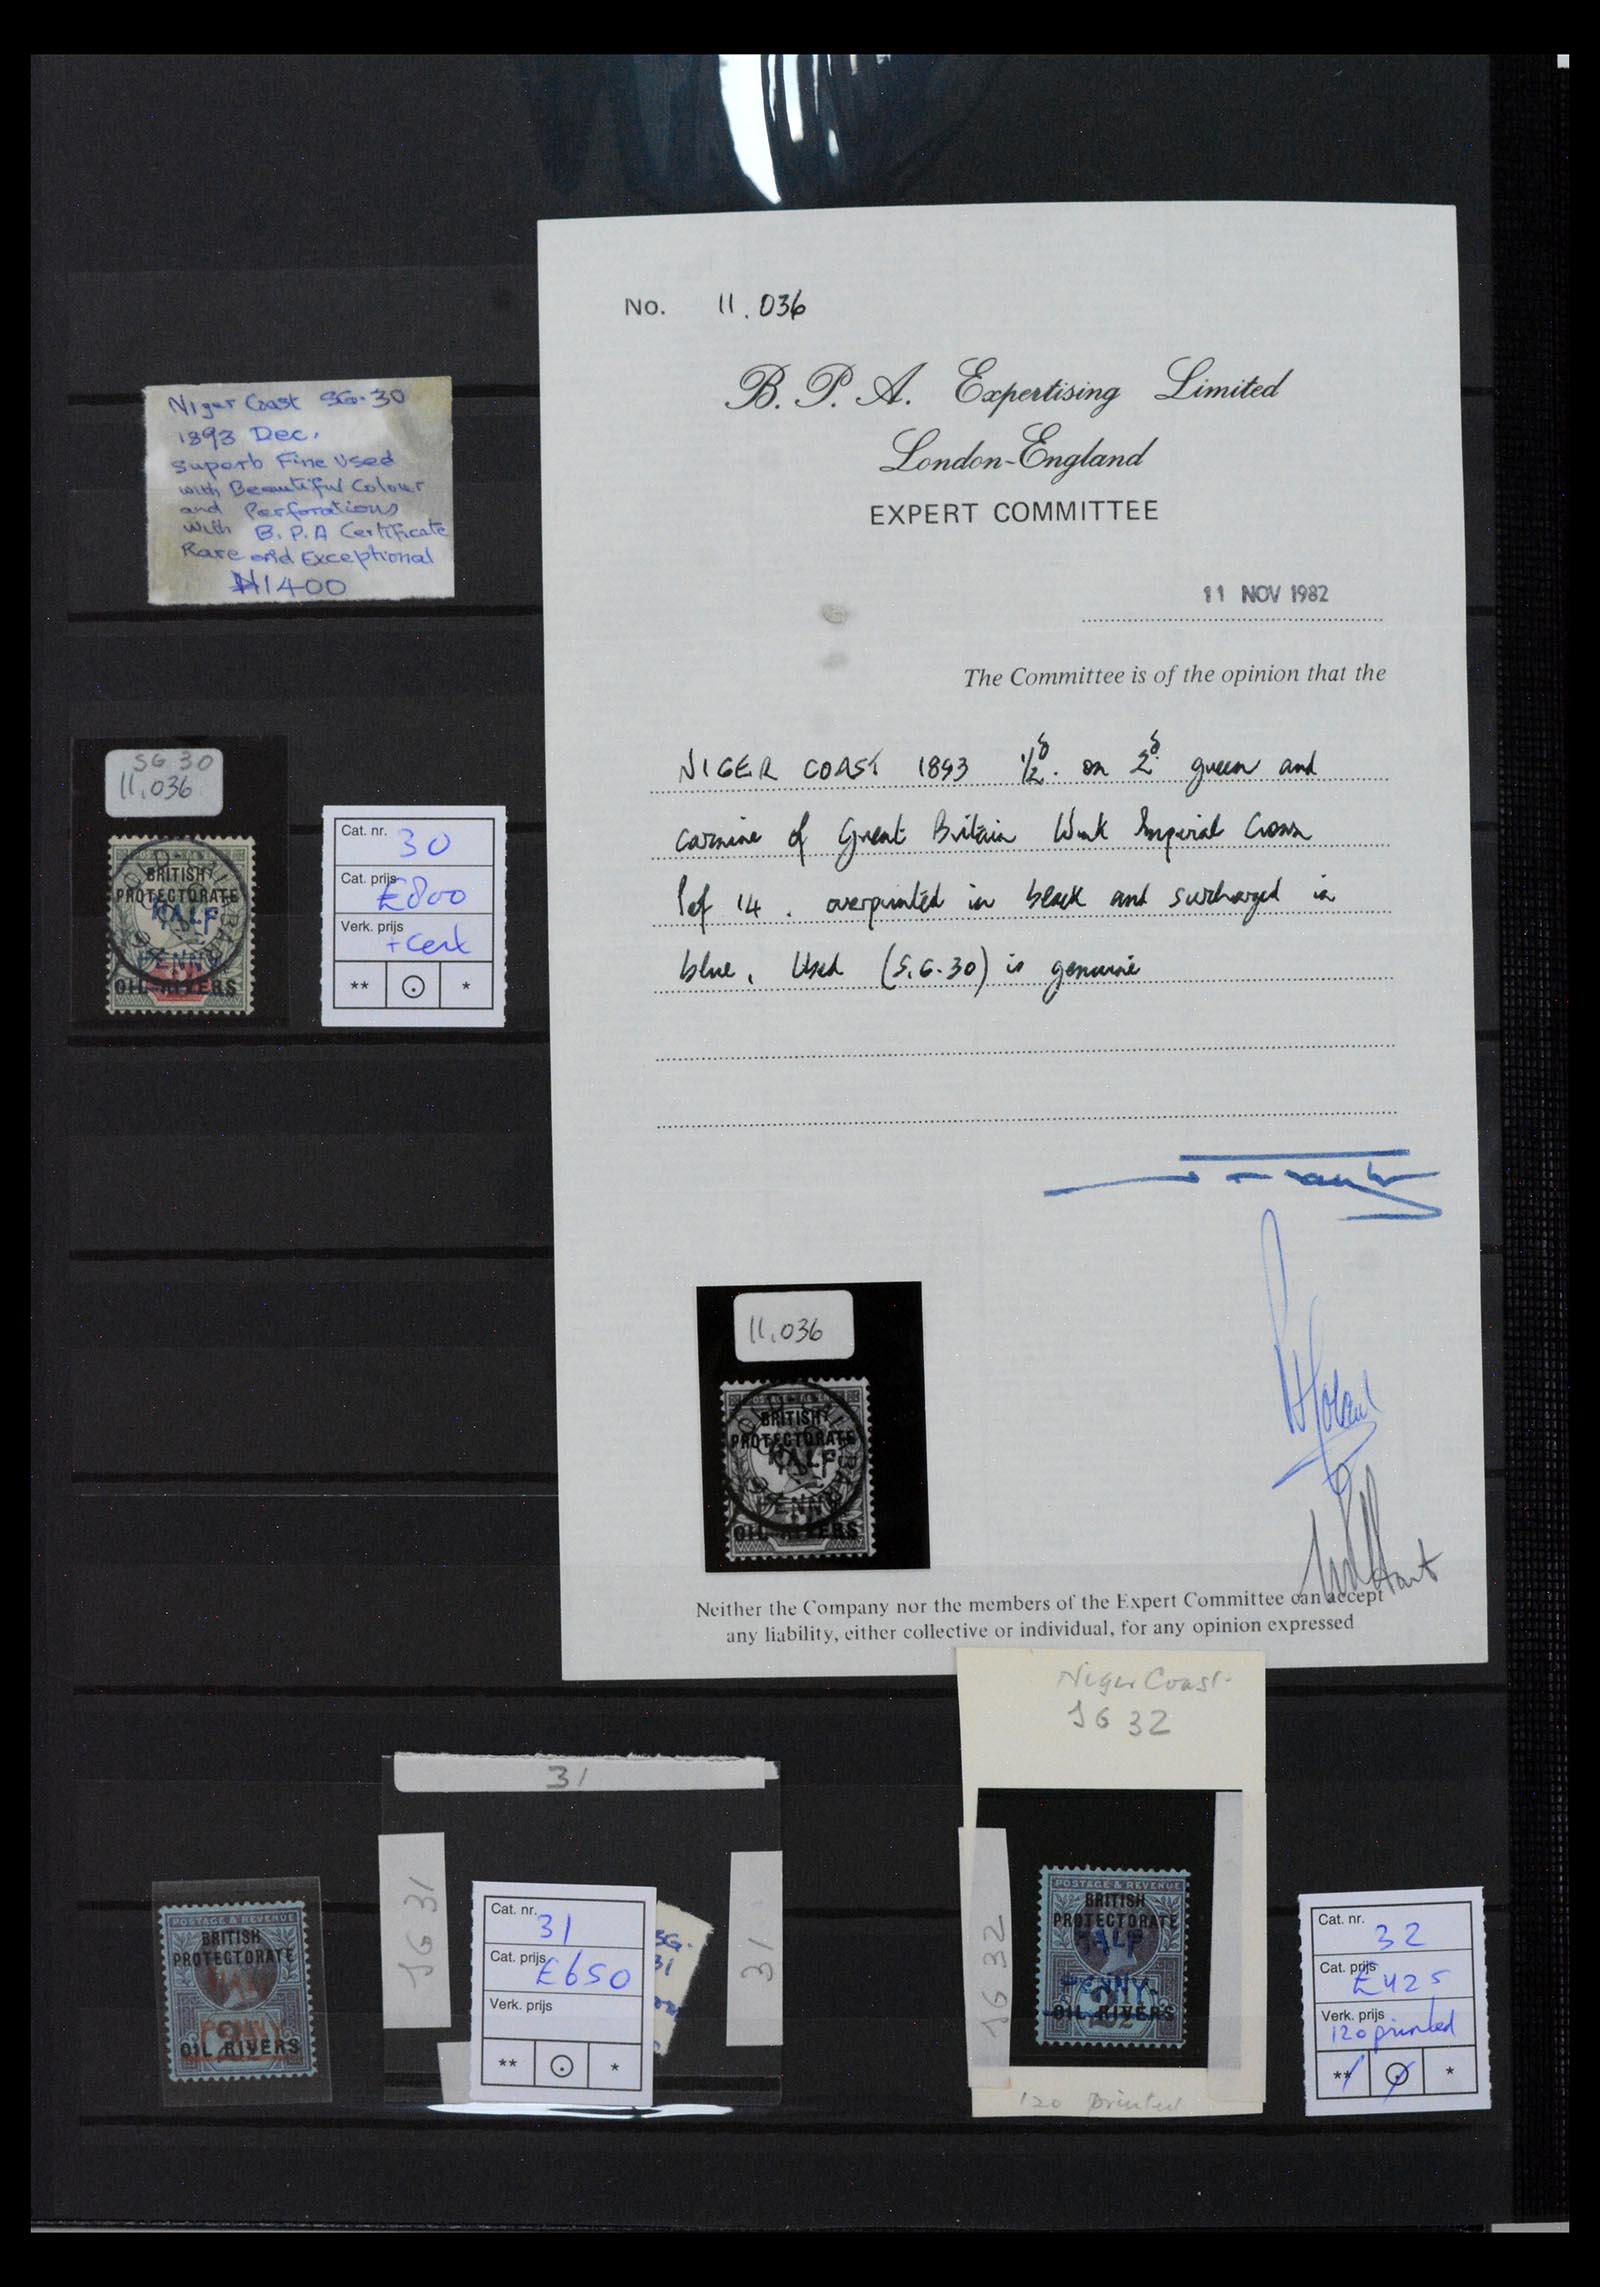 No. 11.036
B. P. A. Expertising Limited
London-England
EXPERT COMMITTEE
11 NOV 1982
The Committee is of the opinion that the
NIGER COAST 1893 ½d. on 2d. green and
carmine of Great Britain Wmk Imperial Crown
Perf 14. overprinted in black and surcharged in
blue. Used (S.G.30) is genuine
11.036
BRITISH
PROTECTORATE
HALF
PENNY
OIL RIVERS
Neither the Company nor the members of the Expert Committee can accept
any liability, either collective or individual, for any opinion expressed
Niger Coast SG.30
1893 Dec.
Superb Fine Used
with Beautiful Colour
and Perforations
with B.P.A Certificate
Rare and Exceptional
1400
SG 30
11.036
BRITISH
PROTECTORATE
HALF
PENNY
OIL RIVERS
Cat. nr. 30
Cat. prijs £800
Verk. prijs + cert
** ⊙ *
POSTAGE & REVENUE
BRITISH
PROTECTORATE
OIL RIVERS
31
SG 31
31
Cat. nr. 31
Cat. prijs £650
Verk. prijs
** ⊙ *
SG.
31
Niger Coast
SG 32
SG 32
POSTAGE & REVENUE
BRITISH
PROTECTORATE
HALF
PENNY.
OIL RIVERS
120 printed
Cat. nr. 32
Cat. prijs £425
Verk. prijs 120 printed
** ⊙ *